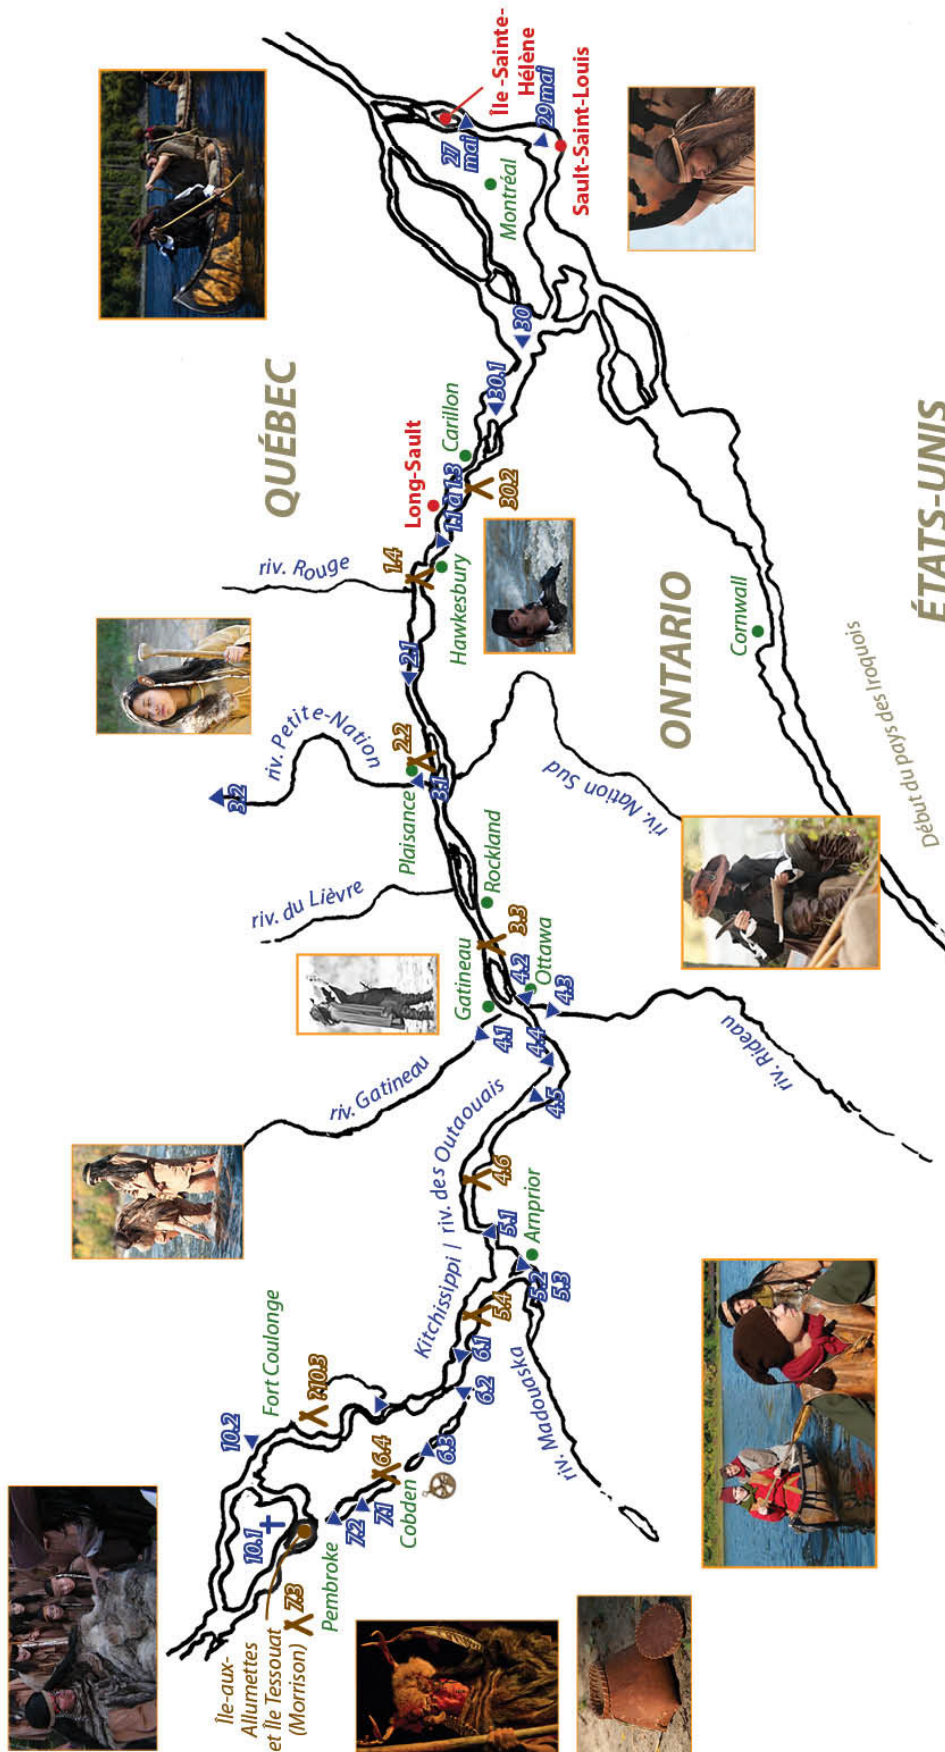 QUÉBEC
ONTARIO
ÉTATS-UNIS
Début du pays des Iroquois
Île-aux-
Allumettes
et Île Tessouat
(Morrison)
7.3
10.1
10.2
Fort Coulonge
?10.3
Pembroke
7.2
7.1
6.4
Cobden
6.3
6.2
6.1
5.4
5.2
5.3
5.1
Arnprior
riv. Madouaska
Kitchissippi / riv. des Outaouais
4.6
4.5
4.4
riv. Gatineau
4.1
Gatineau
4.2
Ottawa
4.3
riv. Rideau
3.3
Rockland
riv. du Lièvre
Plaisance
3.1
2.2
riv. Petite-Nation
3.2
riv. Nation Sud
2.1
riv. Rouge
1.4
Hawkesbury
1.1 à 1.3
Long-Sault
Carillon
30.2
30.1
30
Cornwall
Montréal
27
mai
Île -Sainte-
Hélène
29 mai
Sault-Saint-Louis